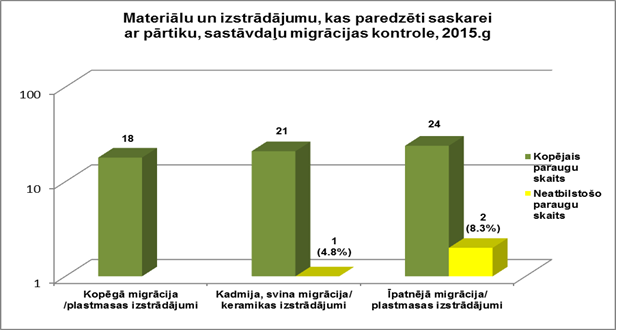 Materiālu un izstrādājumu, kas paredzēti saskarei
ar pārtiku, sastāvdaļu migrācijas kontrole, 2015.g
100
10
1
18
21
1
(4.8%)
24
2
(8.3%)
Kopējais
paraugu
skaits
Neatbilstošo
paraugu
skaits
Kopēgā migrācija
/plastmasas izstrādājumi
Kadmija, svina migrācija/
keramikas izstrādājumi
Īpatnējā migrācija/
plastmasas izstrādājumi